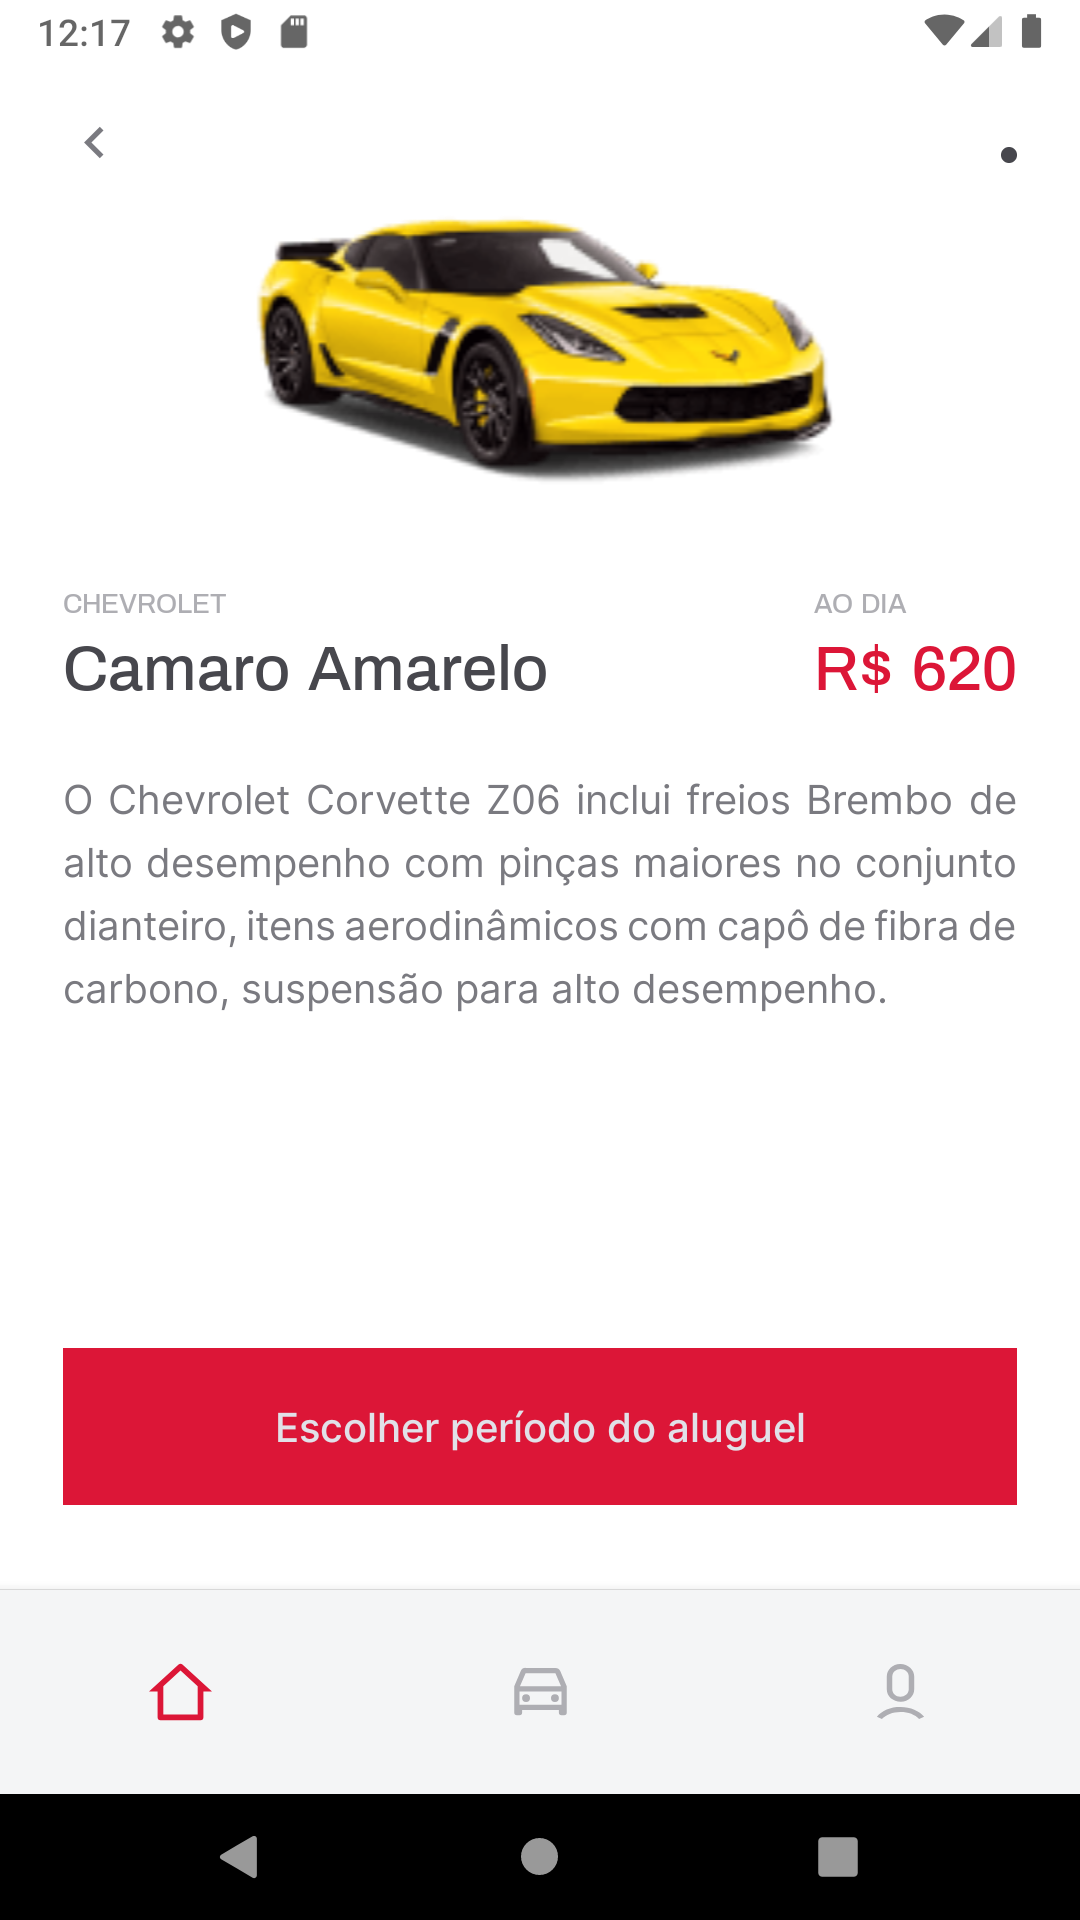 12:17
CHEVROLET
AO DIA
Camaro Amarelo
R$ 620
O Chevrolet Corvette Z06 inclui freios Brembo de
alto desempenho com pinças maiores no conjunto
dianteiro, itens aerodinâmicos com capô de fibra de
carbono, suspensão para alto desempenho.
Escolher período do aluguel